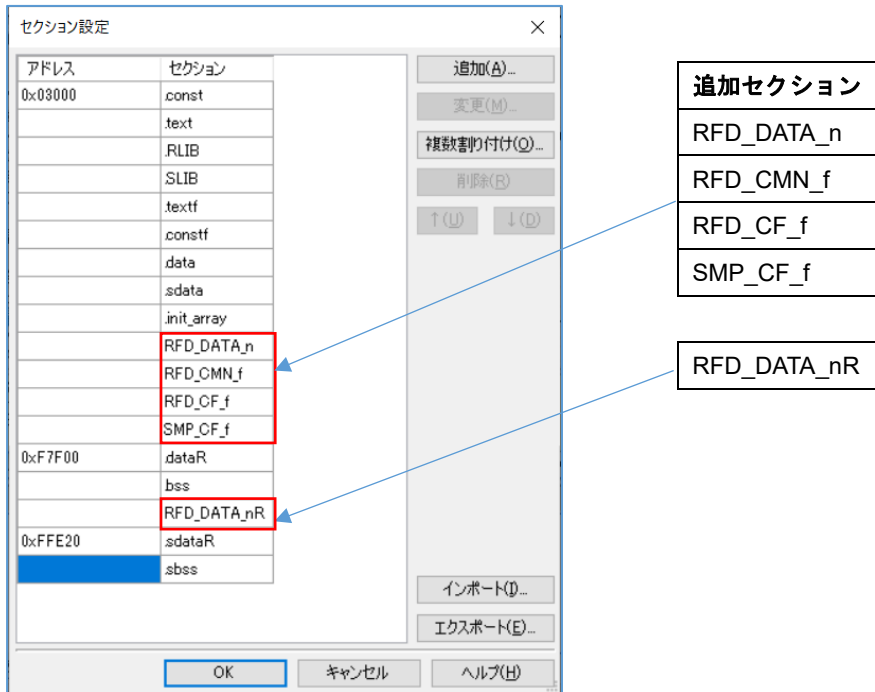 セクション設定
アドレス セクション
0x03000 .const
.text
.RLIB
.SLIB
.textf
.constf
.data
.sdata
.init_array
RFD_DATA_n
RFD_CMN_f
RFD_CF_f
SMP_CF_f
0xF7F00 .dataR
.bss
RFD_DATA_nR
0xFFE20 .sdataR
.sbss
追加(A)...
変更(M)...
複数割り付け(O)...
削除(R)
↑(U) ↓(D)
インポート(I)...
エクスポート(E)...
OK キャンセル ヘルプ(H)
追加セクション
RFD_DATA_n
RFD_CMN_f
RFD_CF_f
SMP_CF_f
RFD_DATA_nR